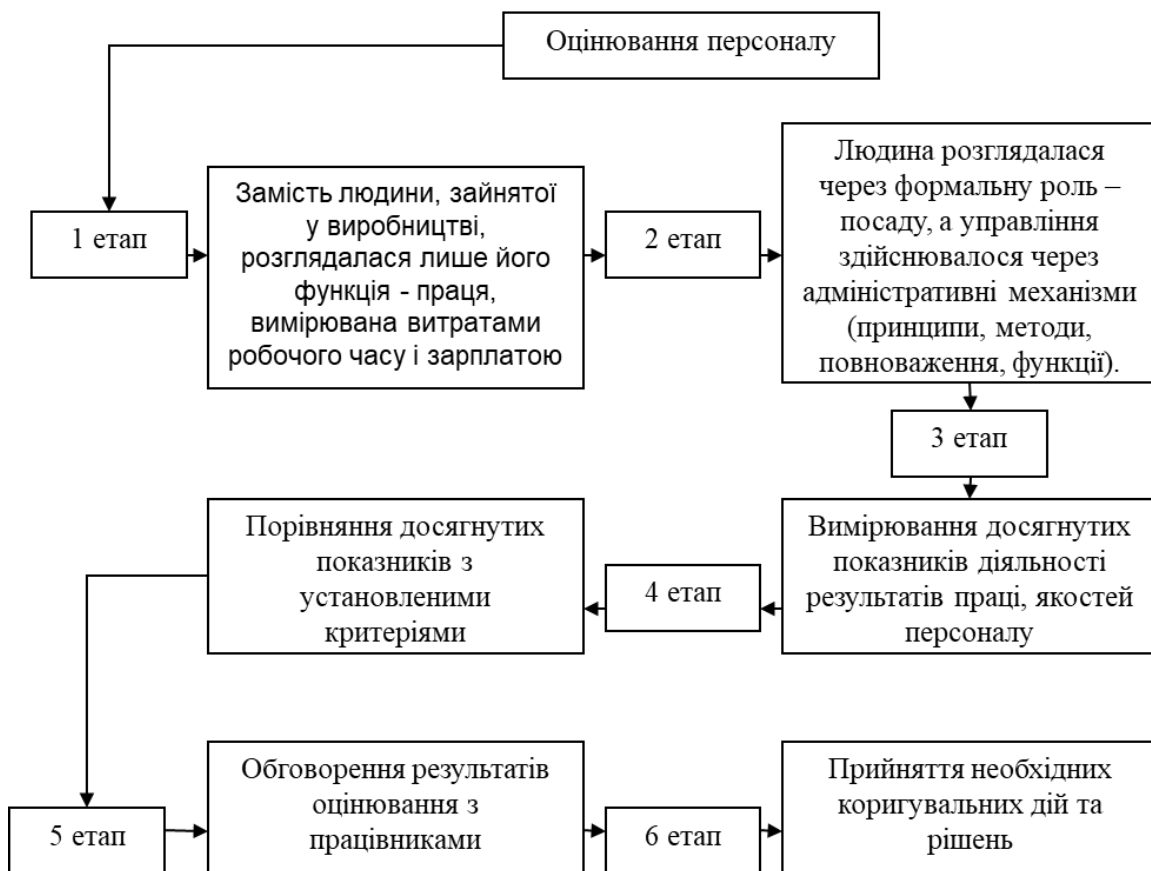 Оцінювання персоналу
1 етап
Замість людини, зайнятої
у виробництві,
розглядалася лише його
функція - праця,
вимірювана витратами
робочого часу і зарплатою
2 етап
Людина розглядалася
через формальну роль –
посаду, а управління
здійснювалося через
адміністративні механізми
(принципи, методи,
повноваження, функції).
3 етап
Вимірювання досягнутих
показників діяльності
результатів праці, якостей
персоналу
4 етап
Порівняння досягнутих
показників з
установленими
критеріями
5 етап
Обговорення результатів
оцінювання з
працівниками
6 етап
Прийняття необхідних
коригувальних дій та
рішень